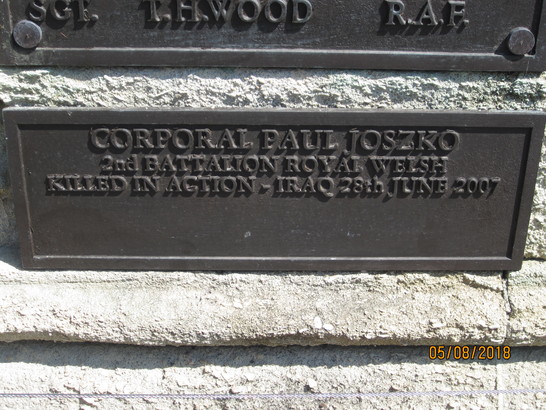 SGT. T.H.WOOD R.A.F.
CORPORAL PAUL JOSZKO
2nd BATTALION ROYAL WELSH
KILLED IN ACTION - IRAQ 28th JUNE 2007
05/08/2018